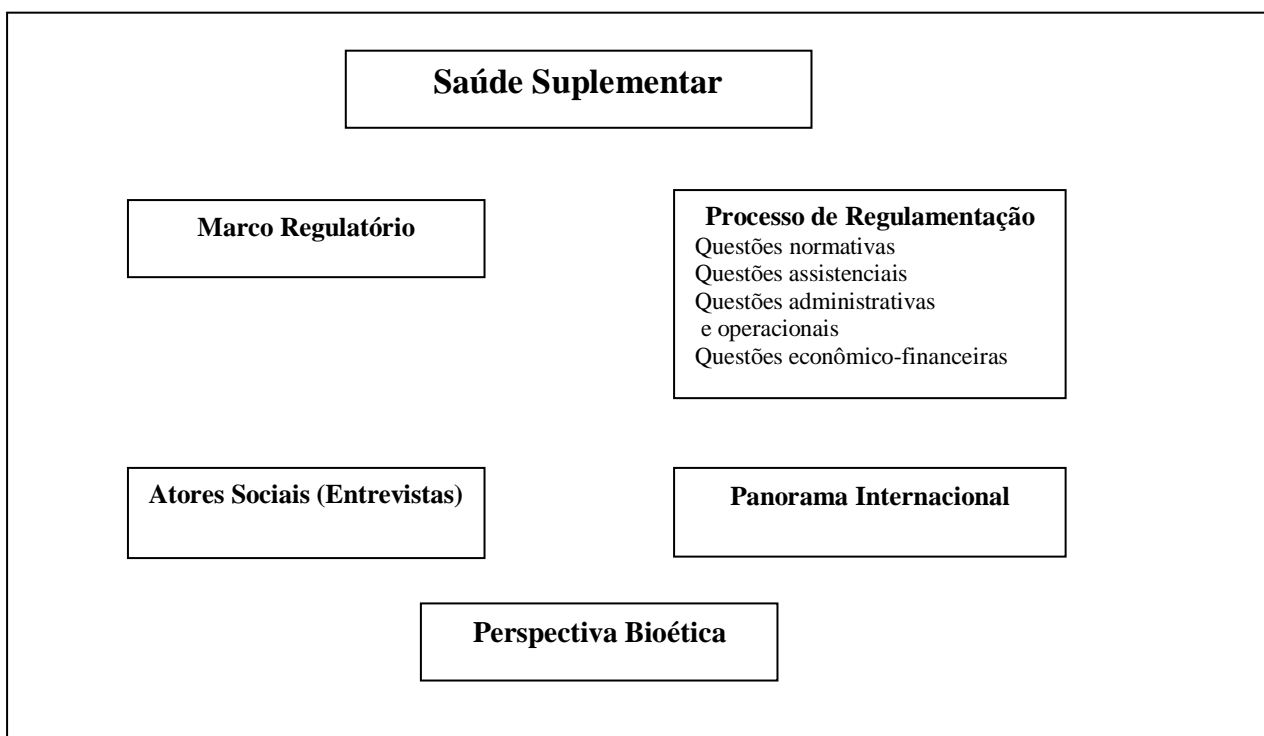 Saúde Suplementar
Marco Regulatório
Processo de Regulamentação
Questões normativas
Questões assistenciais
Questões administrativas
e operacionais
Questões econômico-financeiras
Atores Sociais (Entrevistas)
Panorama Internacional
Perspectiva Bioética